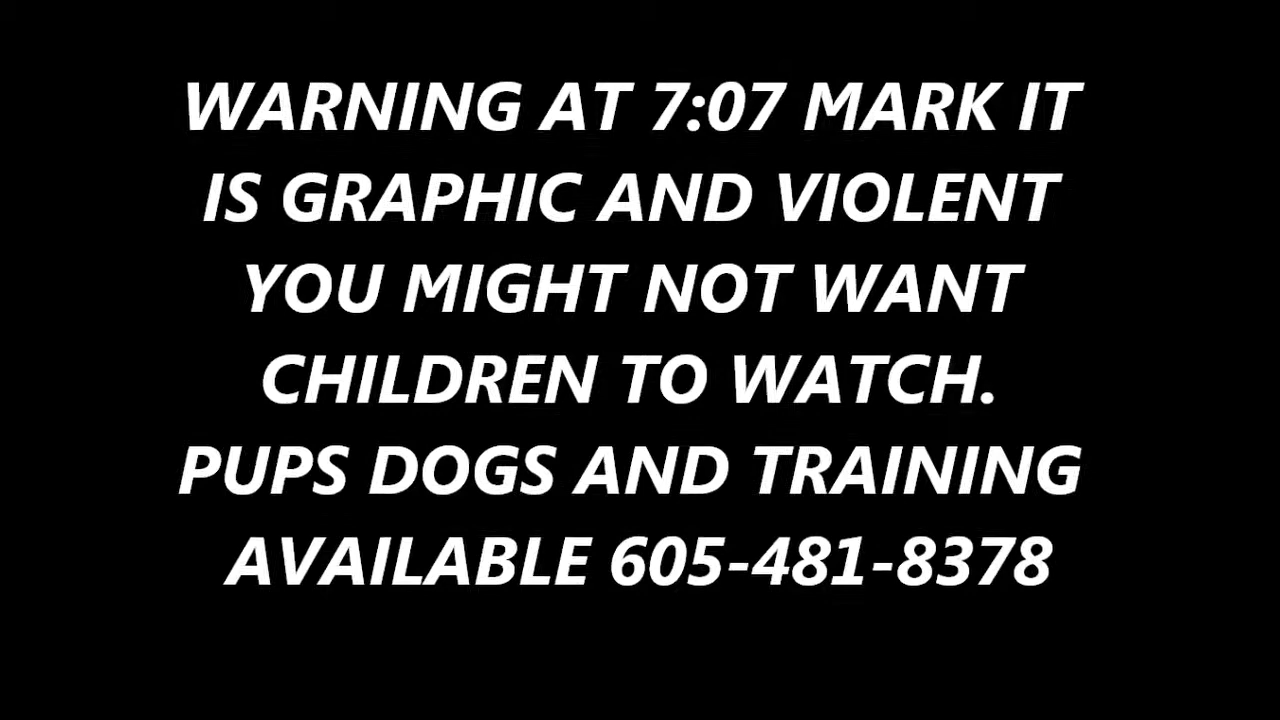 WARNING AT 7:07 MARK IT
IS GRAPHIC AND VIOLENT
YOU MIGHT NOT WANT
CHILDREN TO WATCH.
PUPS DOGS AND TRAINING
AVAILABLE 605-481-8378